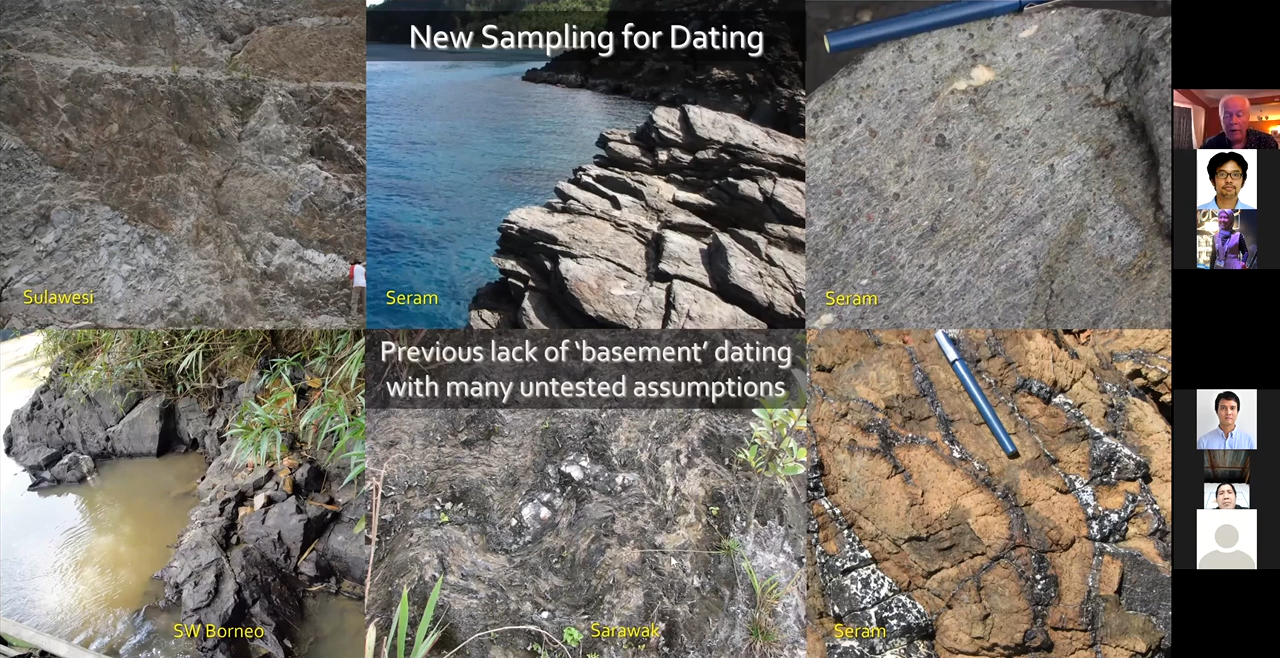 New Sampling for Dating
Sulawesi
Seram
Seram
Previous lack of ‘basement’ dating
with many untested assumptions
SW Borneo
Sarawak
Seram